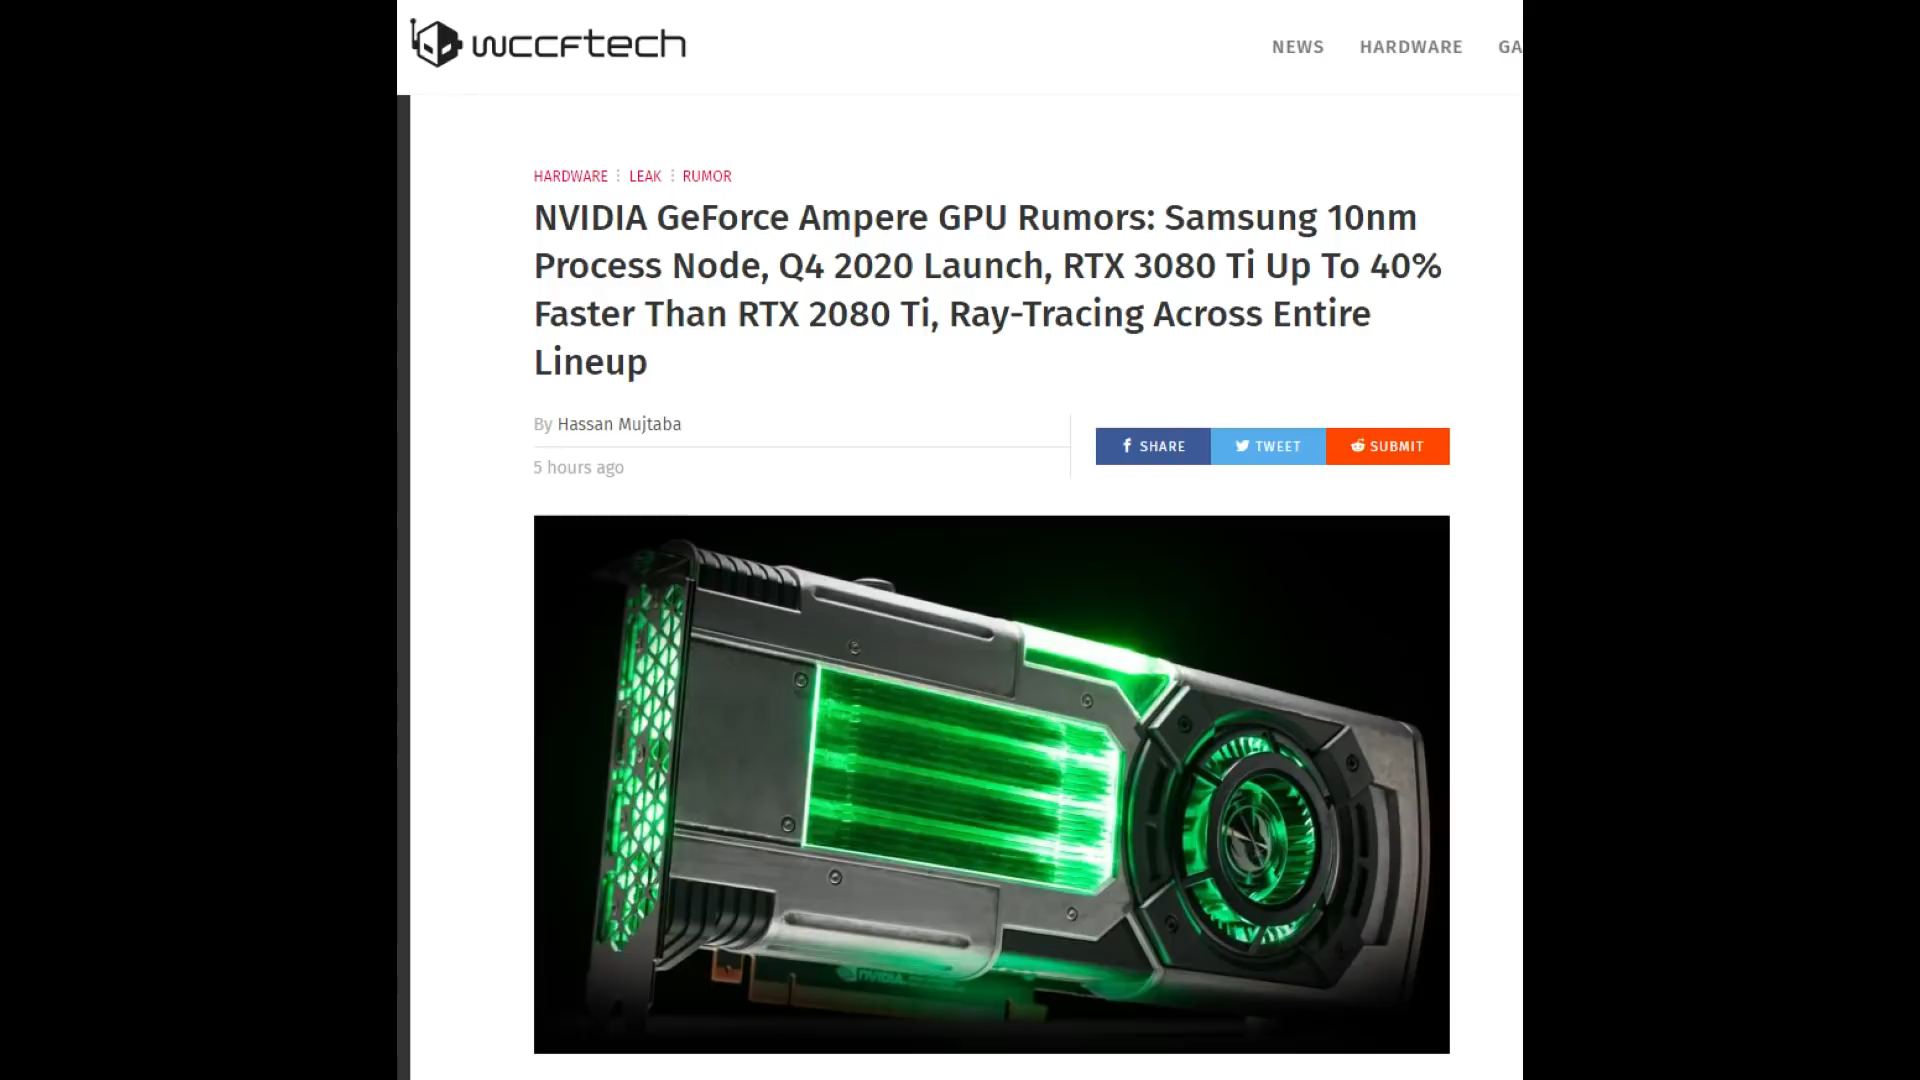 wccftech
NEWS HARDWARE GA
HARDWARE LEAK RUMOR
NVIDIA GeForce Ampere GPU Rumors: Samsung 10nm
Process Node, Q4 2020 Launch, RTX 3080 Ti Up To 40%
Faster Than RTX 2080 Ti, Ray-Tracing Across Entire
Lineup
By Hassan Mujtaba
SHARE TWEET SUBMIT
5 hours ago
NVIDIA